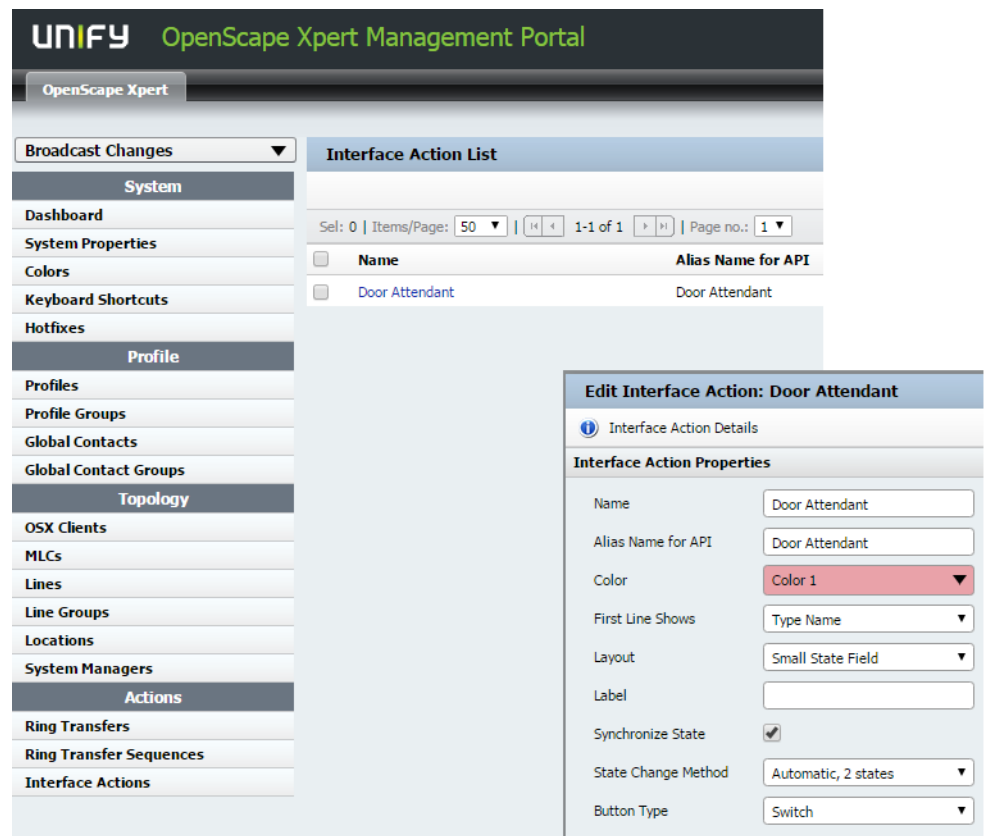 UNIFY OpenScape Xpert Management Portal
OpenScape Xpert
Broadcast Changes
System
Dashboard
System Properties
Colors
Keyboard Shortcuts
Hotfixes
Profile
Profiles
Profile Groups
Global Contacts
Global Contact Groups
Topology
OSX Clients
MLCs
Lines
Line Groups
Locations
System Managers
Actions
Ring Transfers
Ring Transfer Sequences
Interface Actions
Interface Action List
Sel: 0 | Items/Page: 50 | 1-1 of 1 | Page no.: 1
Name Alias Name for API
Door Attendant Door Attendant
Edit Interface Action: Door Attendant
Interface Action Details
Interface Action Properties
Name Door Attendant
Alias Name for API Door Attendant
Color Color 1
First Line Shows Type Name
Layout Small State Field
Label
Synchronize State
State Change Method Automatic, 2 states
Button Type Switch